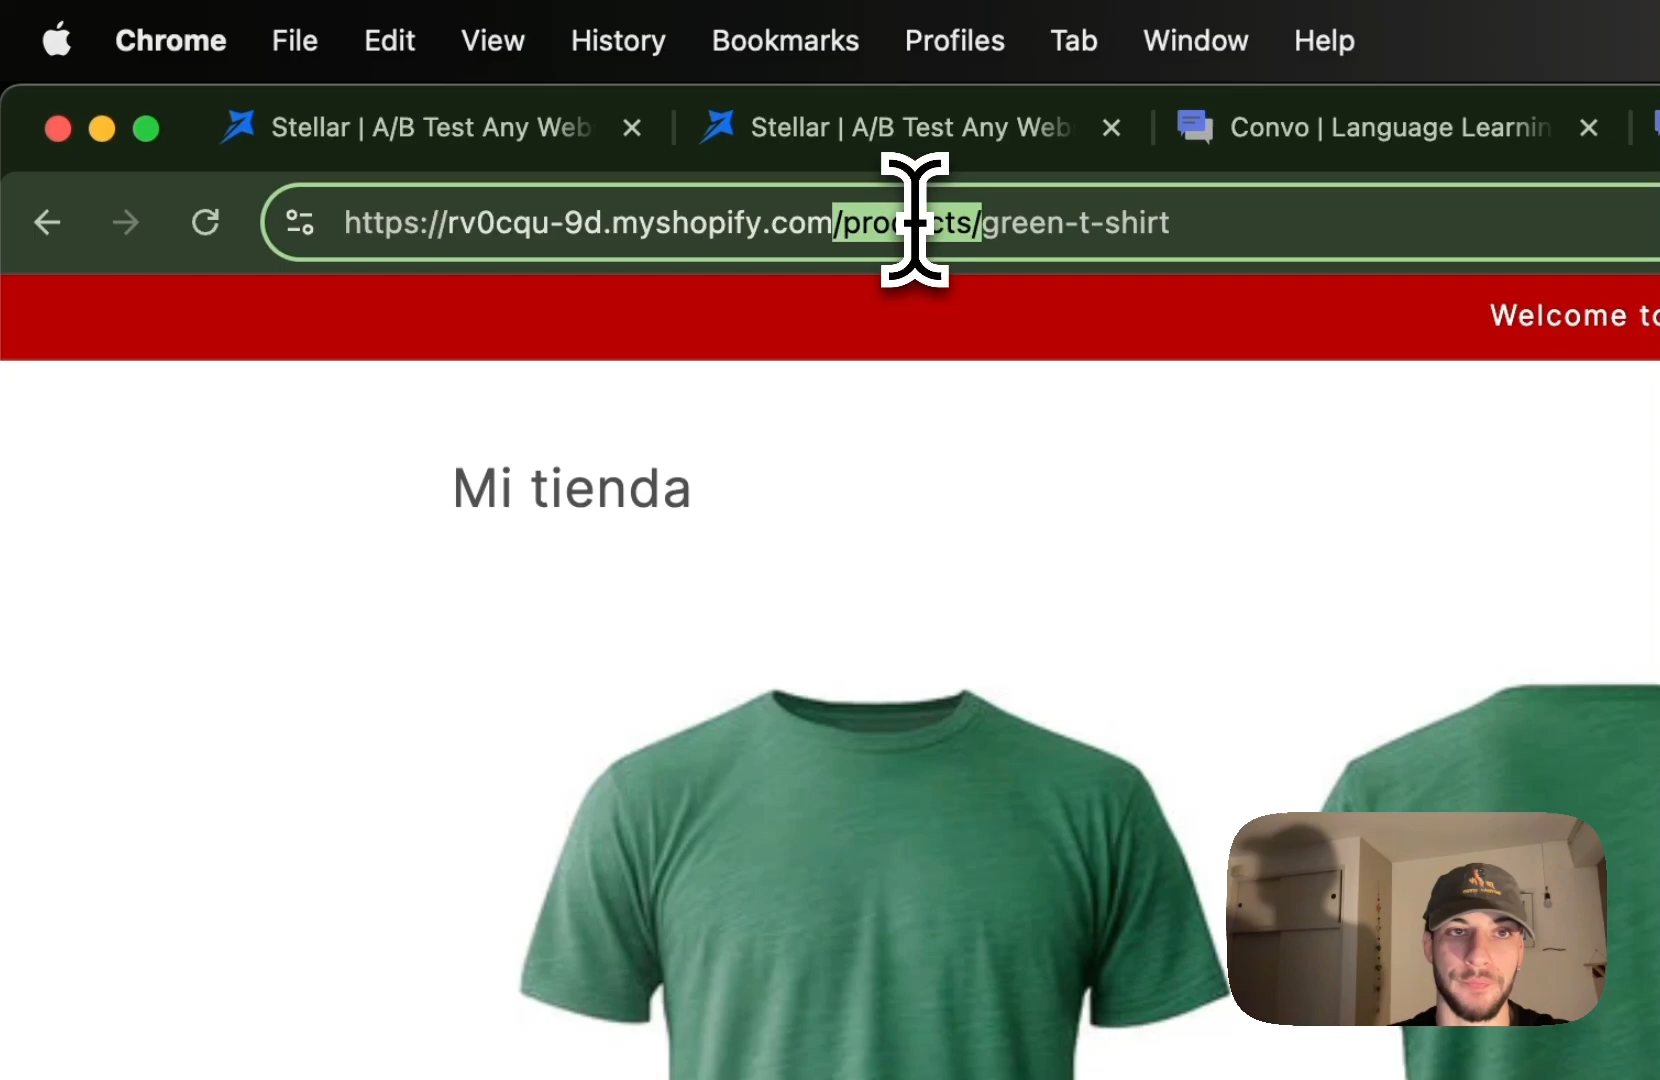 Chrome File Edit View History Bookmarks Profiles Tab Window Help
Stellar | A/B Test Any Web Stellar | A/B Test Any Web Convo | Language Learnin
https://rv0cqu-9d.myshopify.com/products/green-t-shirt
Welcome to
Mi tienda